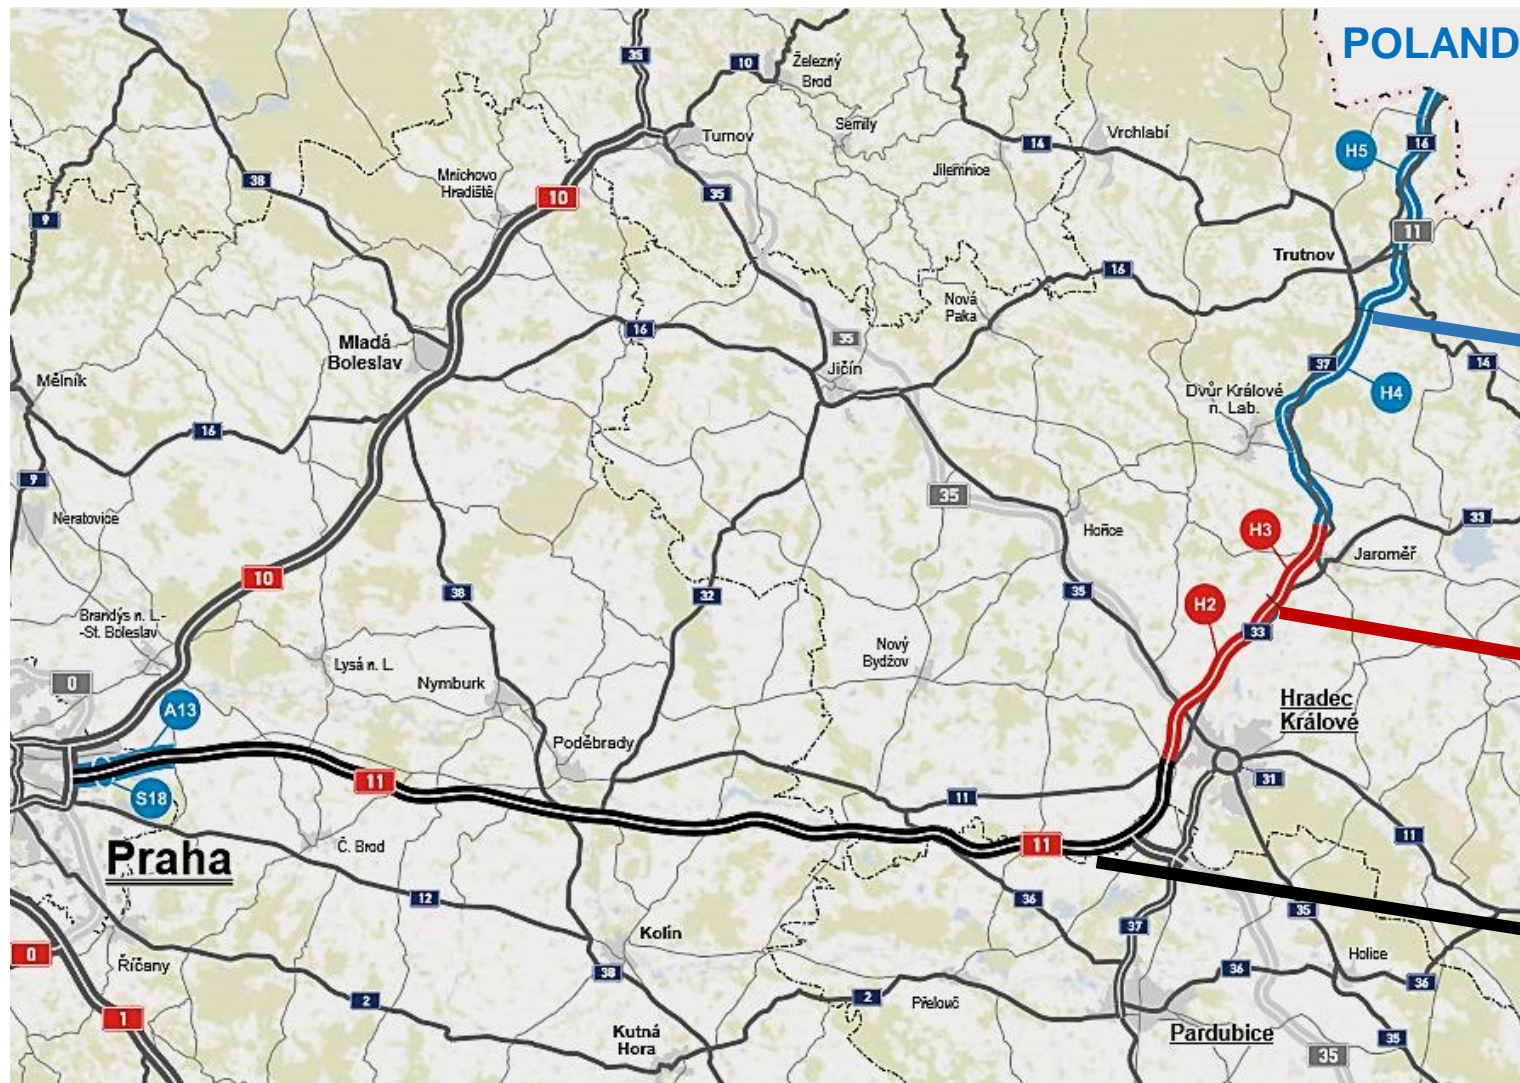 POLAND
35
10
Železný
Brod
Turnov
Semily
14
Vrchlabí
16
H5
38
Mnichovo
Hradiště
Jilemnice
10
35
9
11
Trutnov
16
Nová
Paka
16
35
Mladá
Boleslav
Jičín
37
14
Mělník
H4
Dvůr Králové
n. Lab.
16
9
35
Neratovice
33
H3
Hořice
Jaroměř
10
38
32
35
H2
Brandýs n. L.-
-St. Boleslav
33
Lysá n. L.
Nový
Bydžov
0
Nymburk
A13
Hradec
Králové
Poděbrady
11
31
S18
11
11
11
Č. Brod
Praha
12
36
35
37
Kolín
0
Říčany
38
Holice
36
36
2
2
Přelouč
1
Kutná
Hora
Pardubice
35
35